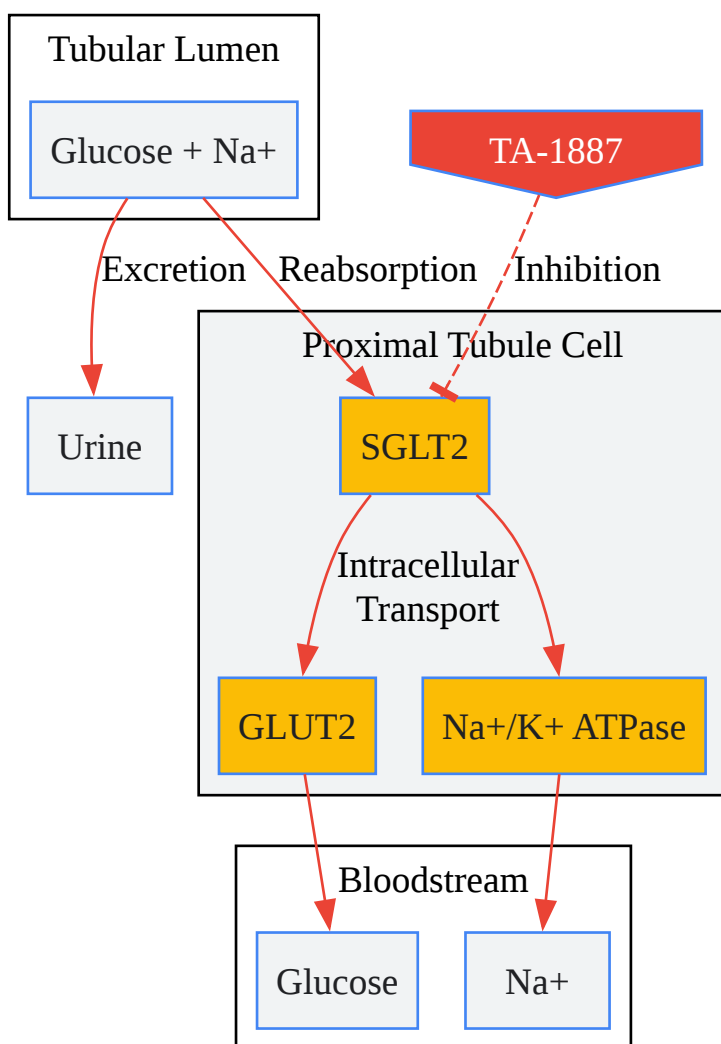 Tubular Lumen
Glucose + Na+
TA-1887
Excretion
Reabsorption
Inhibition
Proximal Tubule Cell
Urine
SGLT2
Intracellular
Transport
GLUT2
Na+/K+ ATPase
Bloodstream
Glucose
Na+